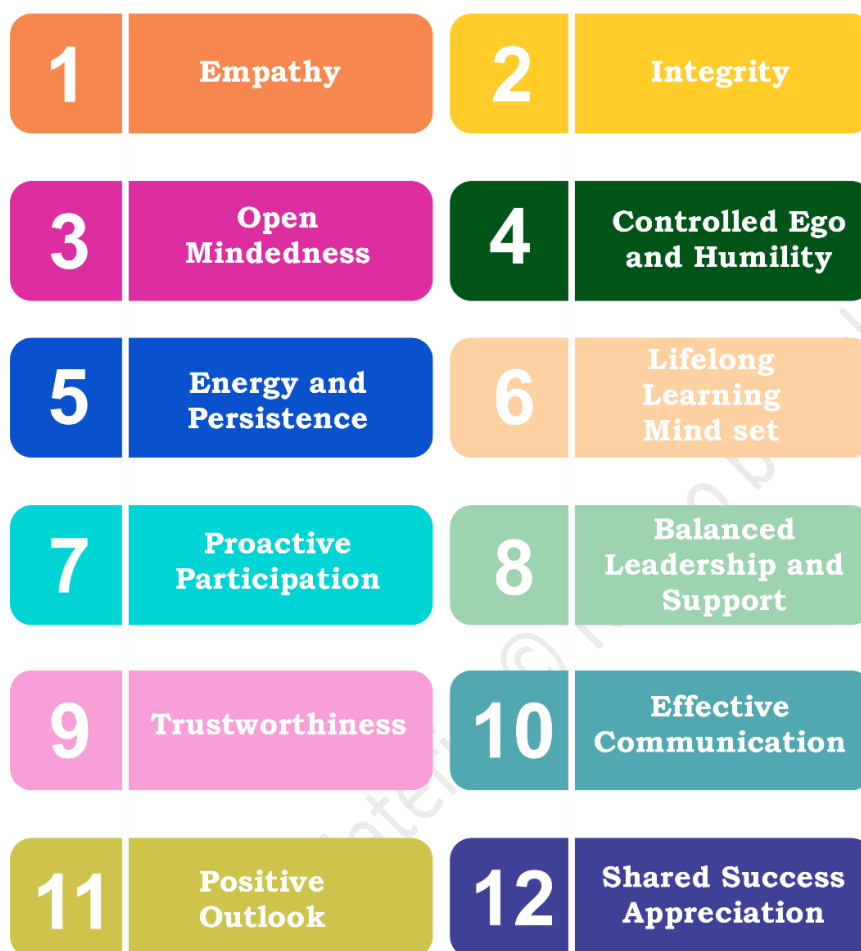 1
Empathy
2
Integrity
3
Open
Mindedness
4
Controlled Ego
and Humility
5
Energy and
Persistence
6
Lifelong
Learning
Mind set
7
Proactive
Participation
8
Balanced
Leadership and
Support
9
Trustworthiness
10
Effective
Communication
11
Positive
Outlook
12
Shared Success
Appreciation
©